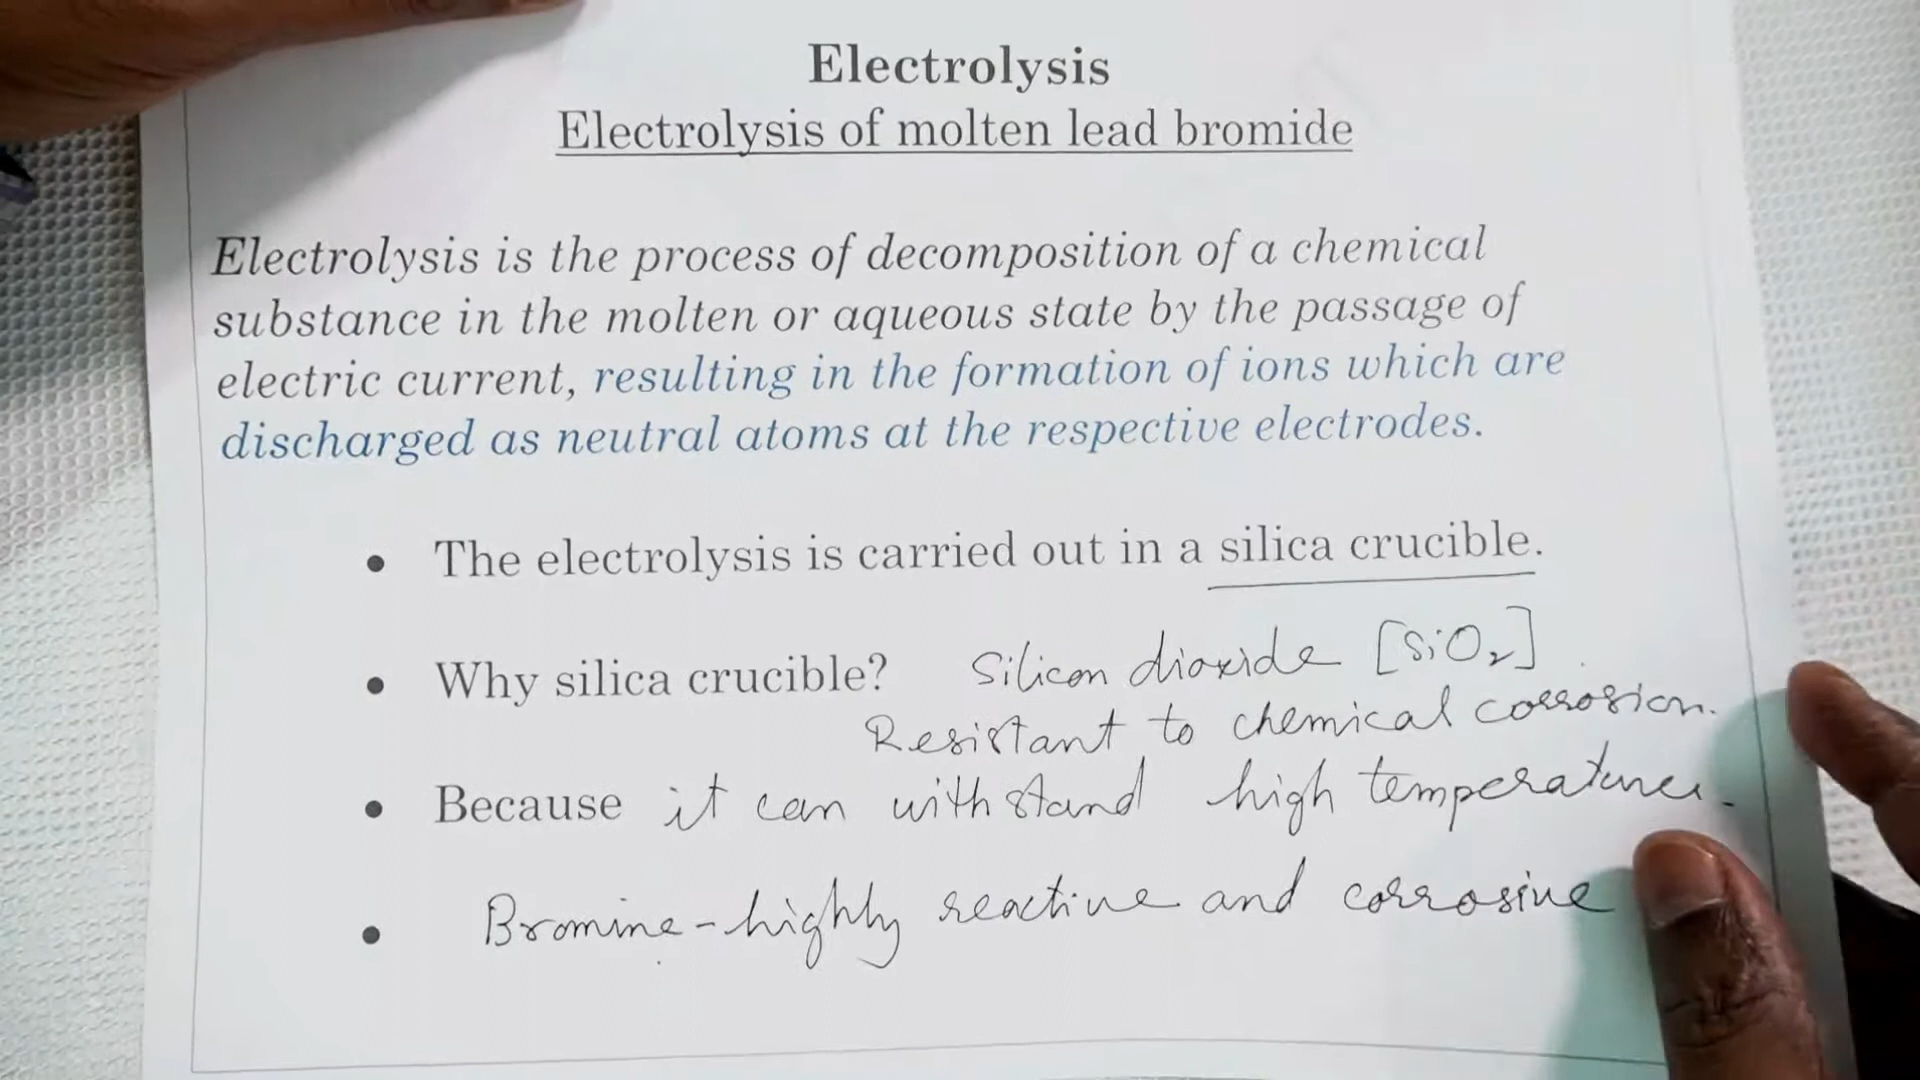 Electrolysis
Electrolysis of molten lead bromide
Electrolysis is the process of decomposition of a chemical
substance in the molten or aqueous state by the passage of
electric current, resulting in the formation of ions which are
discharged as neutral atoms at the respective electrodes.
• The electrolysis is carried out in a silica crucible.
• Why silica crucible? Silicon dioxide [SiO₂]
Resistant to chemical corrosion.
• Because it can withstand high temperatures.
• Bromine - highly reactive and corrosive